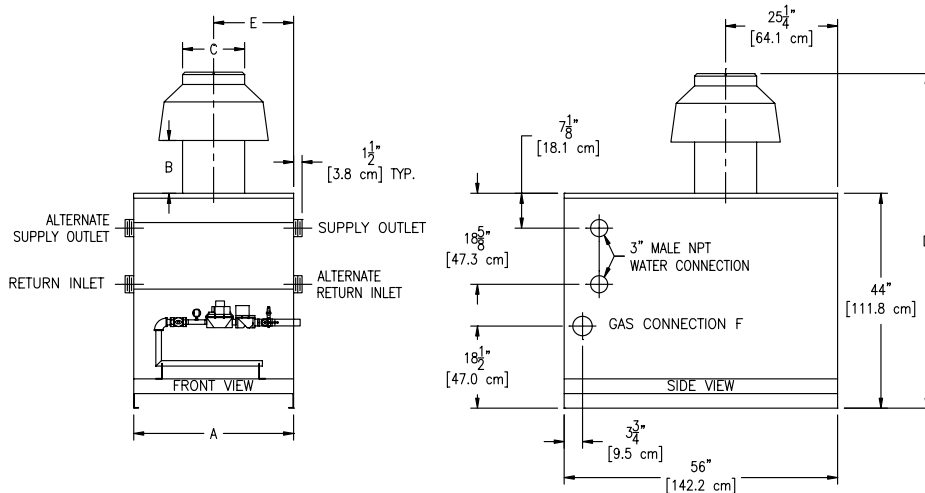 E
C
B
1 1/2"
[3.8 cm] TYP.
ALTERNATE
SUPPLY OUTLET
SUPPLY OUTLET
RETURN INLET
ALTERNATE
RETURN INLET
FRONT VIEW
A
25 1/4"
[64.1 cm]
7 1/8"
[18.1 cm]
18 5/8"
[47.3 cm]
3" MALE NPT
WATER CONNECTION
GAS CONNECTION F
44"
[111.8 cm]
18 1/2"
[47.0 cm]
SIDE VIEW
3 3/4"
[9.5 cm]
56"
[142.2 cm]